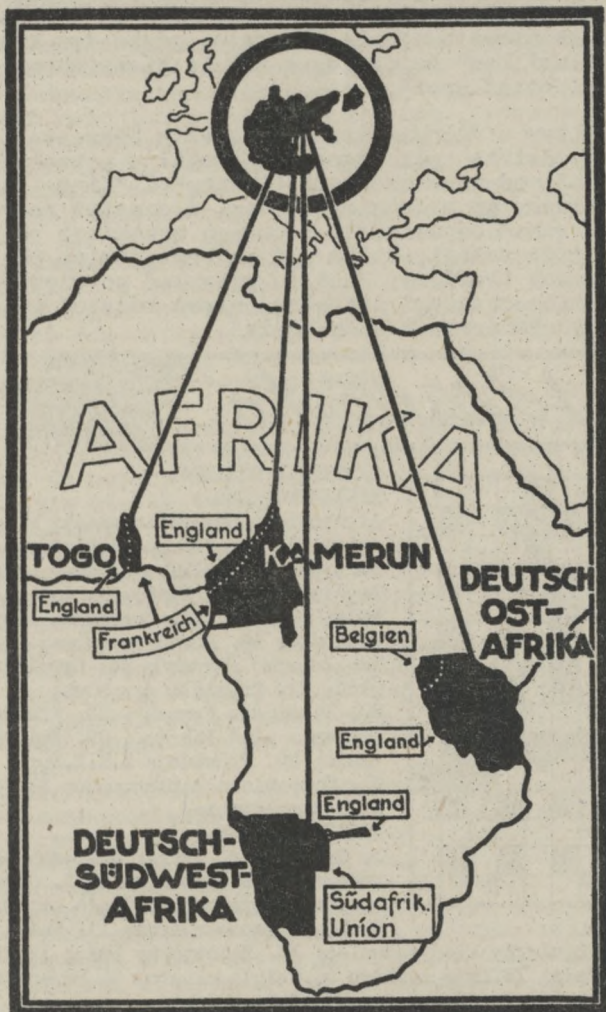 AFRIKA
TOGO
England
England
KAMERUN
Frankreich
DEUTSCH
OST-
AFRIKA
Belgien
England
England
DEUTSCH-
SÜDWEST-
AFRIKA
Südafrik.
Union